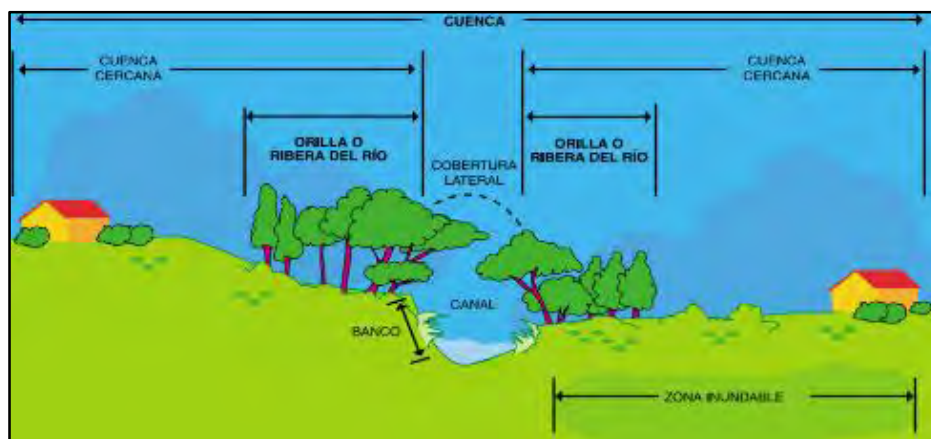 CUENCA
CUENCA
CERCANA
CUENCA
CERCANA
ORILLA O
RIBERA DEL RÍO
ORILLA O
RIBERA DEL RÍO
COBERTURA
LATERAL
CANAL
BANCO
ZONA INUNDABLE